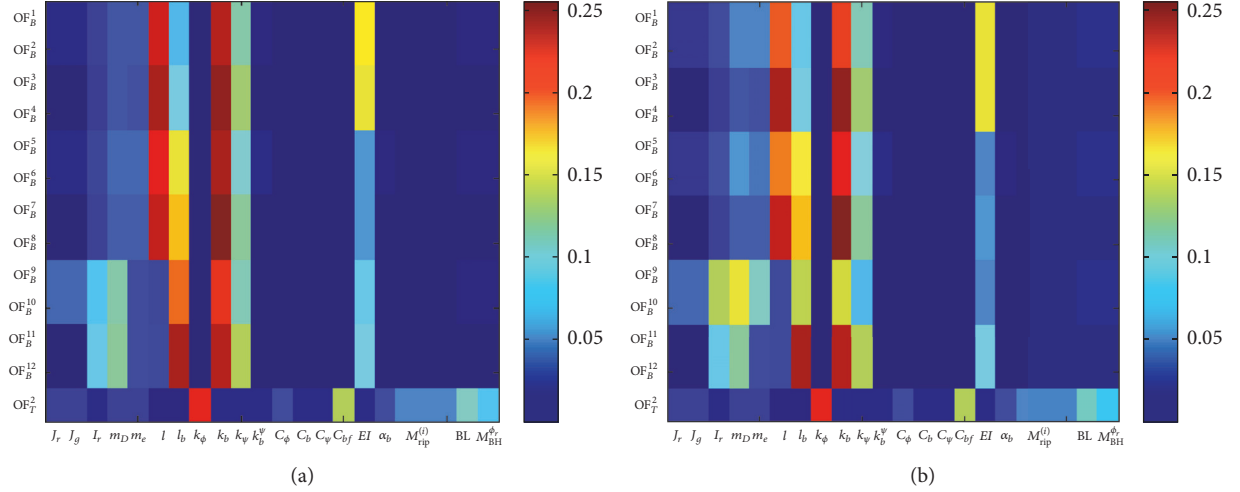 OF_B^1
OF_B^2
OF_B^3
OF_B^4
OF_B^5
OF_B^6
OF_B^7
OF_B^8
OF_B^9
OF_B^10
OF_B^11
OF_B^12
OF_T^2
J_r J_g I_r m_D m_e l l_b k_ϕ k_b k_ψ k_b^ψ C_ϕ C_b C_ψ C_bf EI α_b M_rip^(i) BL M_BH^ϕ_r
0.25
0.2
0.15
0.1
0.05
(a)
OF_B^1
OF_B^2
OF_B^3
OF_B^4
OF_B^5
OF_B^6
OF_B^7
OF_B^8
OF_B^9
OF_B^10
OF_B^11
OF_B^12
OF_T^2
J_r J_g I_r m_D m_e l l_b k_ϕ k_b k_ψ k_b^ψ C_ϕ C_b C_ψ C_bf EI α_b M_rip^(i) BL M_BH^ϕ_r
0.25
0.2
0.15
0.1
0.05
(b)